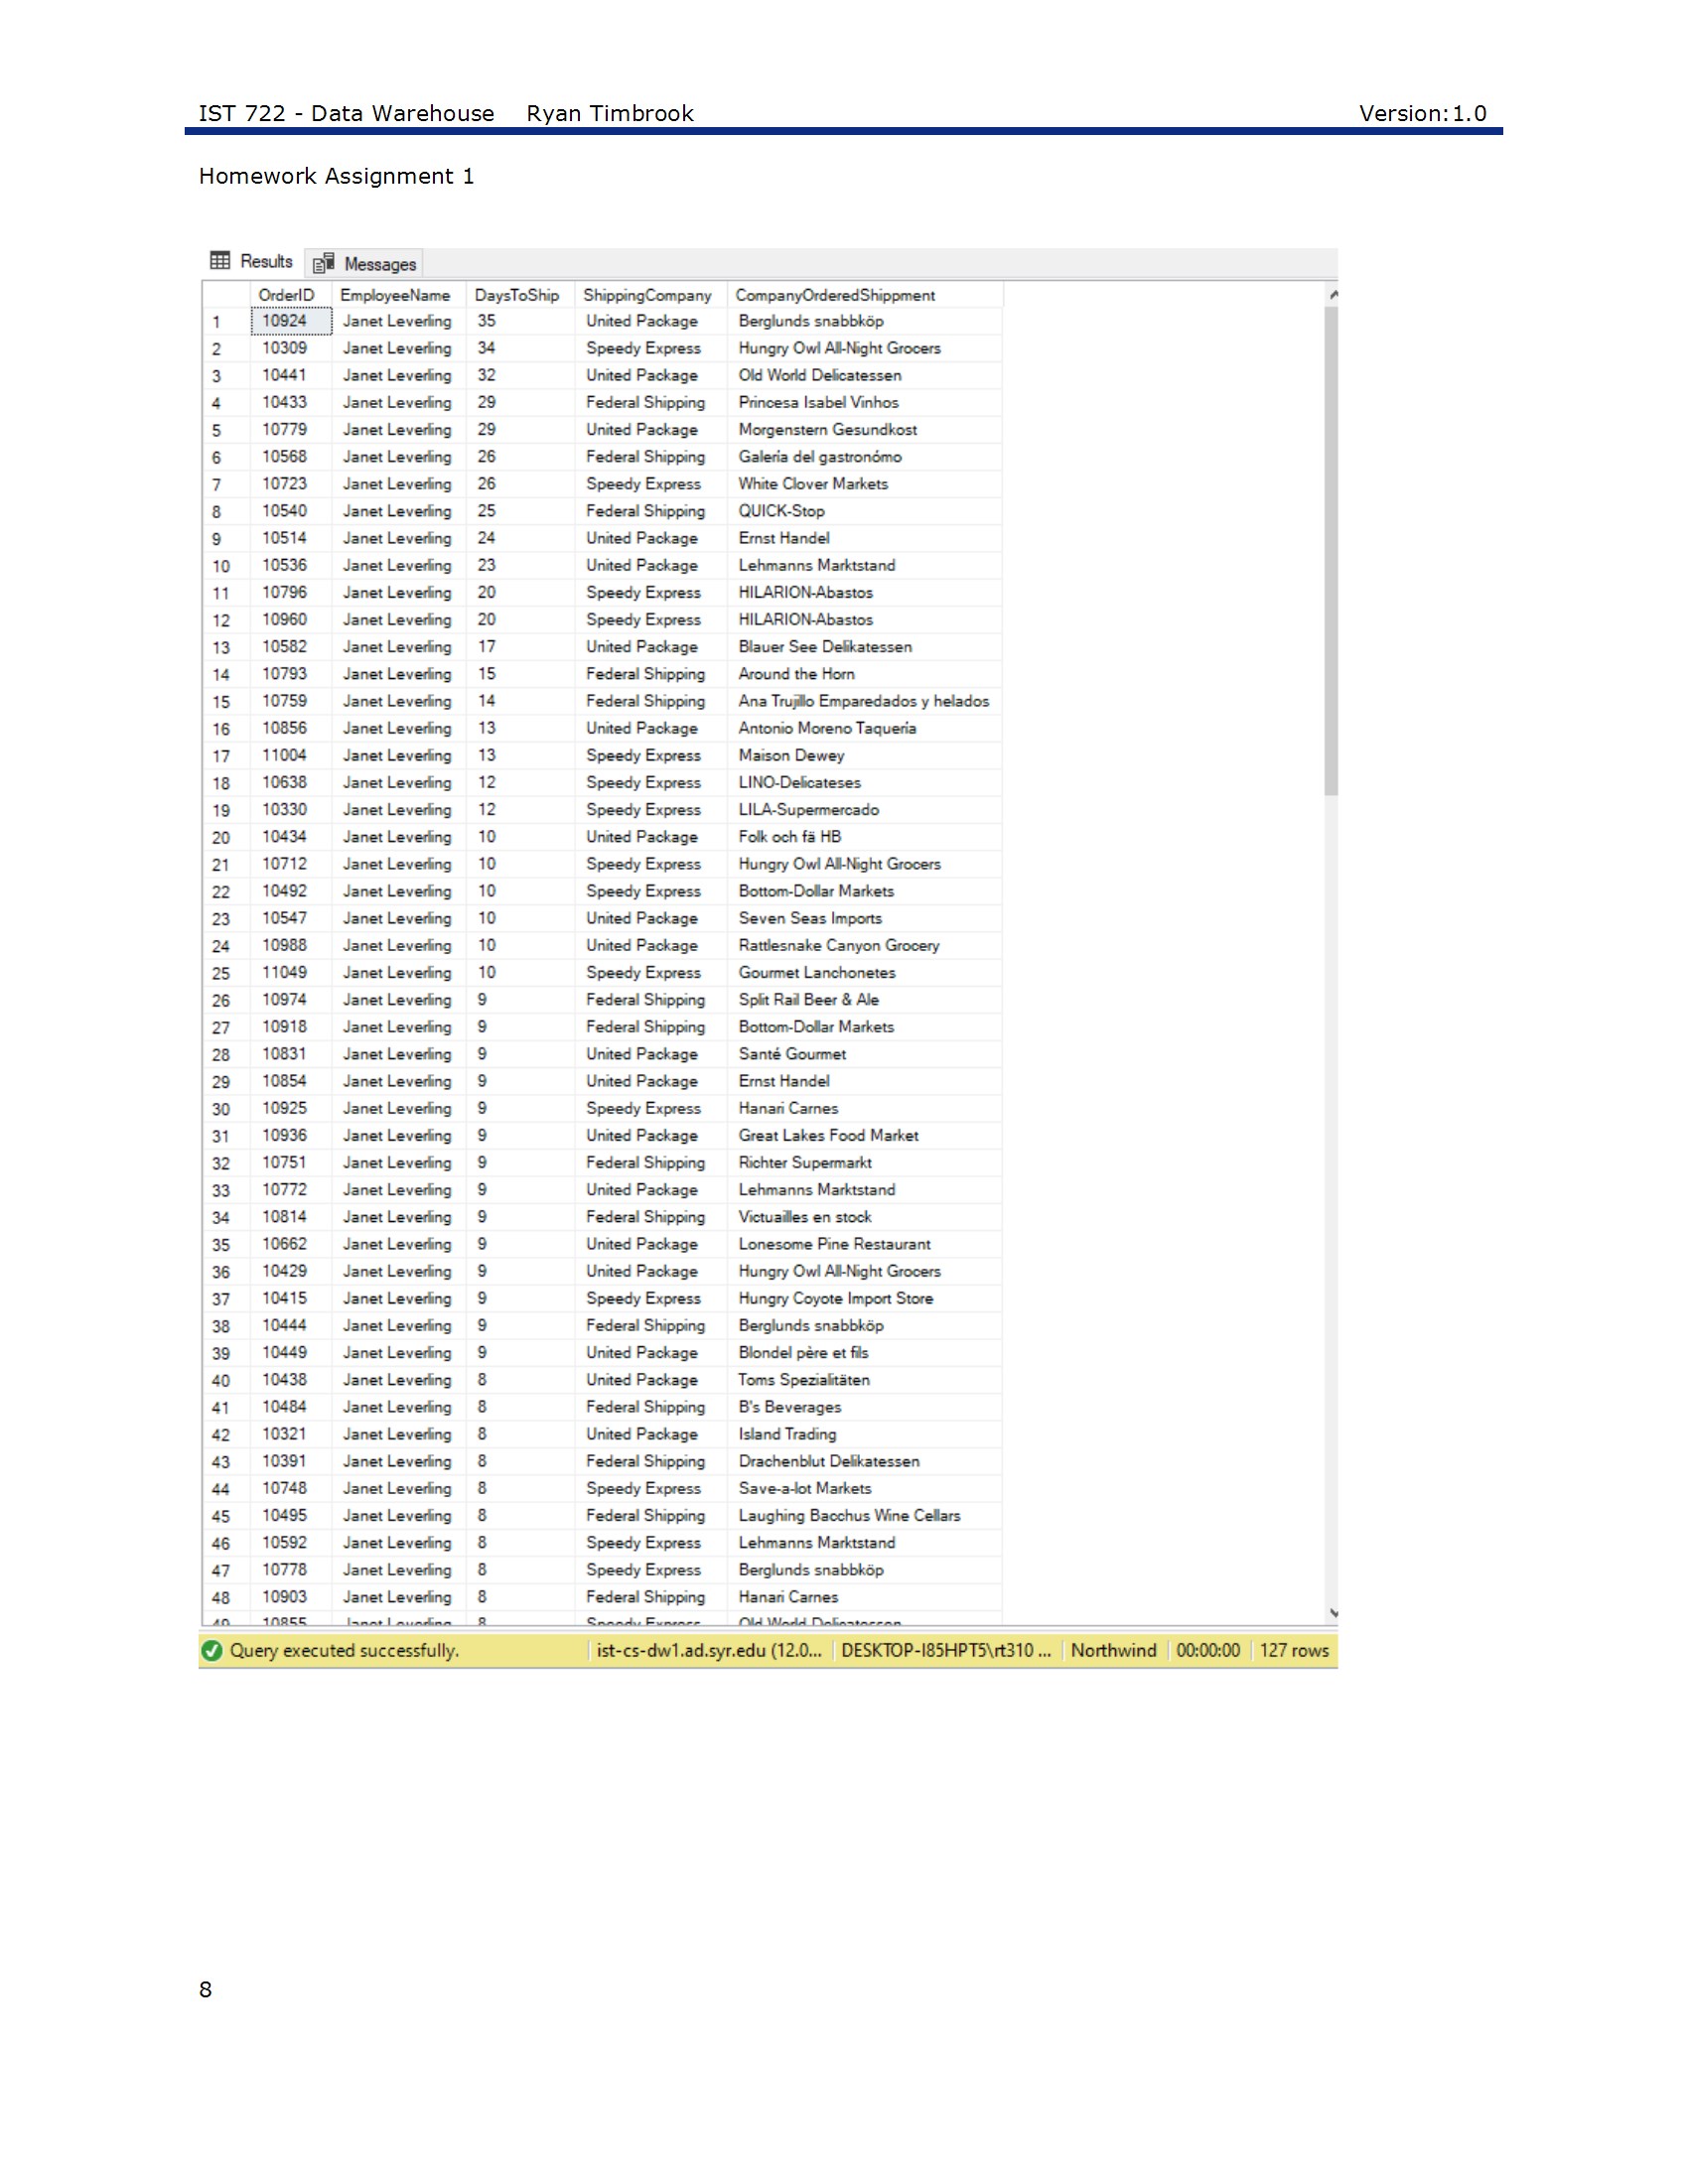 IST 722 - Data Warehouse Ryan Timbrook Version:1.0
Homework Assignment 1
Results Messages
OrderID EmployeeName DaysToShip ShippingCompany CompanyOrderedShippment
1 10924 Janet Leverling 35 United Package Berglunds snabbköp
2 10309 Janet Leverling 34 Speedy Express Hungry Owl All-Night Grocers
3 10441 Janet Leverling 32 United Package Old World Delicatessen
4 10433 Janet Leverling 29 Federal Shipping Princesa Isabel Vinhos
5 10779 Janet Leverling 29 United Package Morgenstern Gesundkost
6 10568 Janet Leverling 26 Federal Shipping Galería del gastronómo
7 10723 Janet Leverling 26 Speedy Express White Clover Markets
8 10540 Janet Leverling 25 Federal Shipping QUICK-Stop
9 10514 Janet Leverling 24 United Package Ernst Handel
10 10536 Janet Leverling 23 United Package Lehmanns Marktstand
11 10796 Janet Leverling 20 Speedy Express HILARION-Abastos
12 10960 Janet Leverling 20 Speedy Express HILARION-Abastos
13 10582 Janet Leverling 17 United Package Blauer See Delikatessen
14 10793 Janet Leverling 15 Federal Shipping Around the Horn
15 10759 Janet Leverling 14 Federal Shipping Ana Trujillo Emparedados y helados
16 10856 Janet Leverling 13 United Package Antonio Moreno Taquería
17 11004 Janet Leverling 13 Speedy Express Maison Dewey
18 10638 Janet Leverling 12 Speedy Express LINO-Delicateses
19 10330 Janet Leverling 12 Speedy Express LILA-Supermercado
20 10434 Janet Leverling 10 United Package Folk och fä HB
21 10712 Janet Leverling 10 Speedy Express Hungry Owl All-Night Grocers
22 10492 Janet Leverling 10 Speedy Express Bottom-Dollar Markets
23 10547 Janet Leverling 10 United Package Seven Seas Imports
24 10988 Janet Leverling 10 United Package Rattlesnake Canyon Grocery
25 11049 Janet Leverling 10 Speedy Express Gourmet Lanchonetes
26 10974 Janet Leverling 9 Federal Shipping Split Rail Beer & Ale
27 10918 Janet Leverling 9 Federal Shipping Bottom-Dollar Markets
28 10831 Janet Leverling 9 United Package Santé Gourmet
29 10854 Janet Leverling 9 United Package Ernst Handel
30 10925 Janet Leverling 9 Speedy Express Hanari Carnes
31 10936 Janet Leverling 9 United Package Great Lakes Food Market
32 10751 Janet Leverling 9 Federal Shipping Richter Supermarkt
33 10772 Janet Leverling 9 United Package Lehmanns Marktstand
34 10814 Janet Leverling 9 Federal Shipping Victuailles en stock
35 10662 Janet Leverling 9 United Package Lonesome Pine Restaurant
36 10429 Janet Leverling 9 United Package Hungry Owl All-Night Grocers
37 10415 Janet Leverling 9 Speedy Express Hungry Coyote Import Store
38 10444 Janet Leverling 9 Federal Shipping Berglunds snabbköp
39 10449 Janet Leverling 9 United Package Blondel père et fils
40 10438 Janet Leverling 8 United Package Toms Spezialitäten
41 10484 Janet Leverling 8 Federal Shipping B's Beverages
42 10321 Janet Leverling 8 United Package Island Trading
43 10391 Janet Leverling 8 Federal Shipping Drachenblut Delikatessen
44 10748 Janet Leverling 8 Speedy Express Save-a-lot Markets
45 10495 Janet Leverling 8 Federal Shipping Laughing Bacchus Wine Cellars
46 10592 Janet Leverling 8 Speedy Express Lehmanns Marktstand
47 10778 Janet Leverling 8 Speedy Express Berglunds snabbköp
48 10903 Janet Leverling 8 Federal Shipping Hanari Carnes
49 10855 Janet Leverling 8 Speedy Express Old World Delicatessen
Query executed successfully. ist-cs-dw1.ad.syr.edu (12.0... DESKTOP-I85HPT5\rt310 ... Northwind 00:00:00 127 rows
8